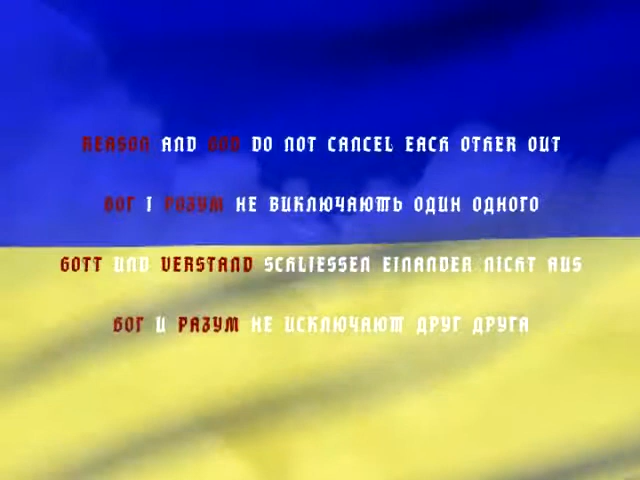 REASON AND GOD DO NOT CANCEL EACH OTHER OUT
БОГ І РОЗУМ НЕ ВИКЛЮЧАЮТЬ ОДИН ОДНОГО
GOTT UND VERSTAND SCHLIESSEN EINANDER NICHT AUS
БОГ И РАЗУМ НЕ ИСКЛЮЧАЮТ ДРУГ ДРУГА